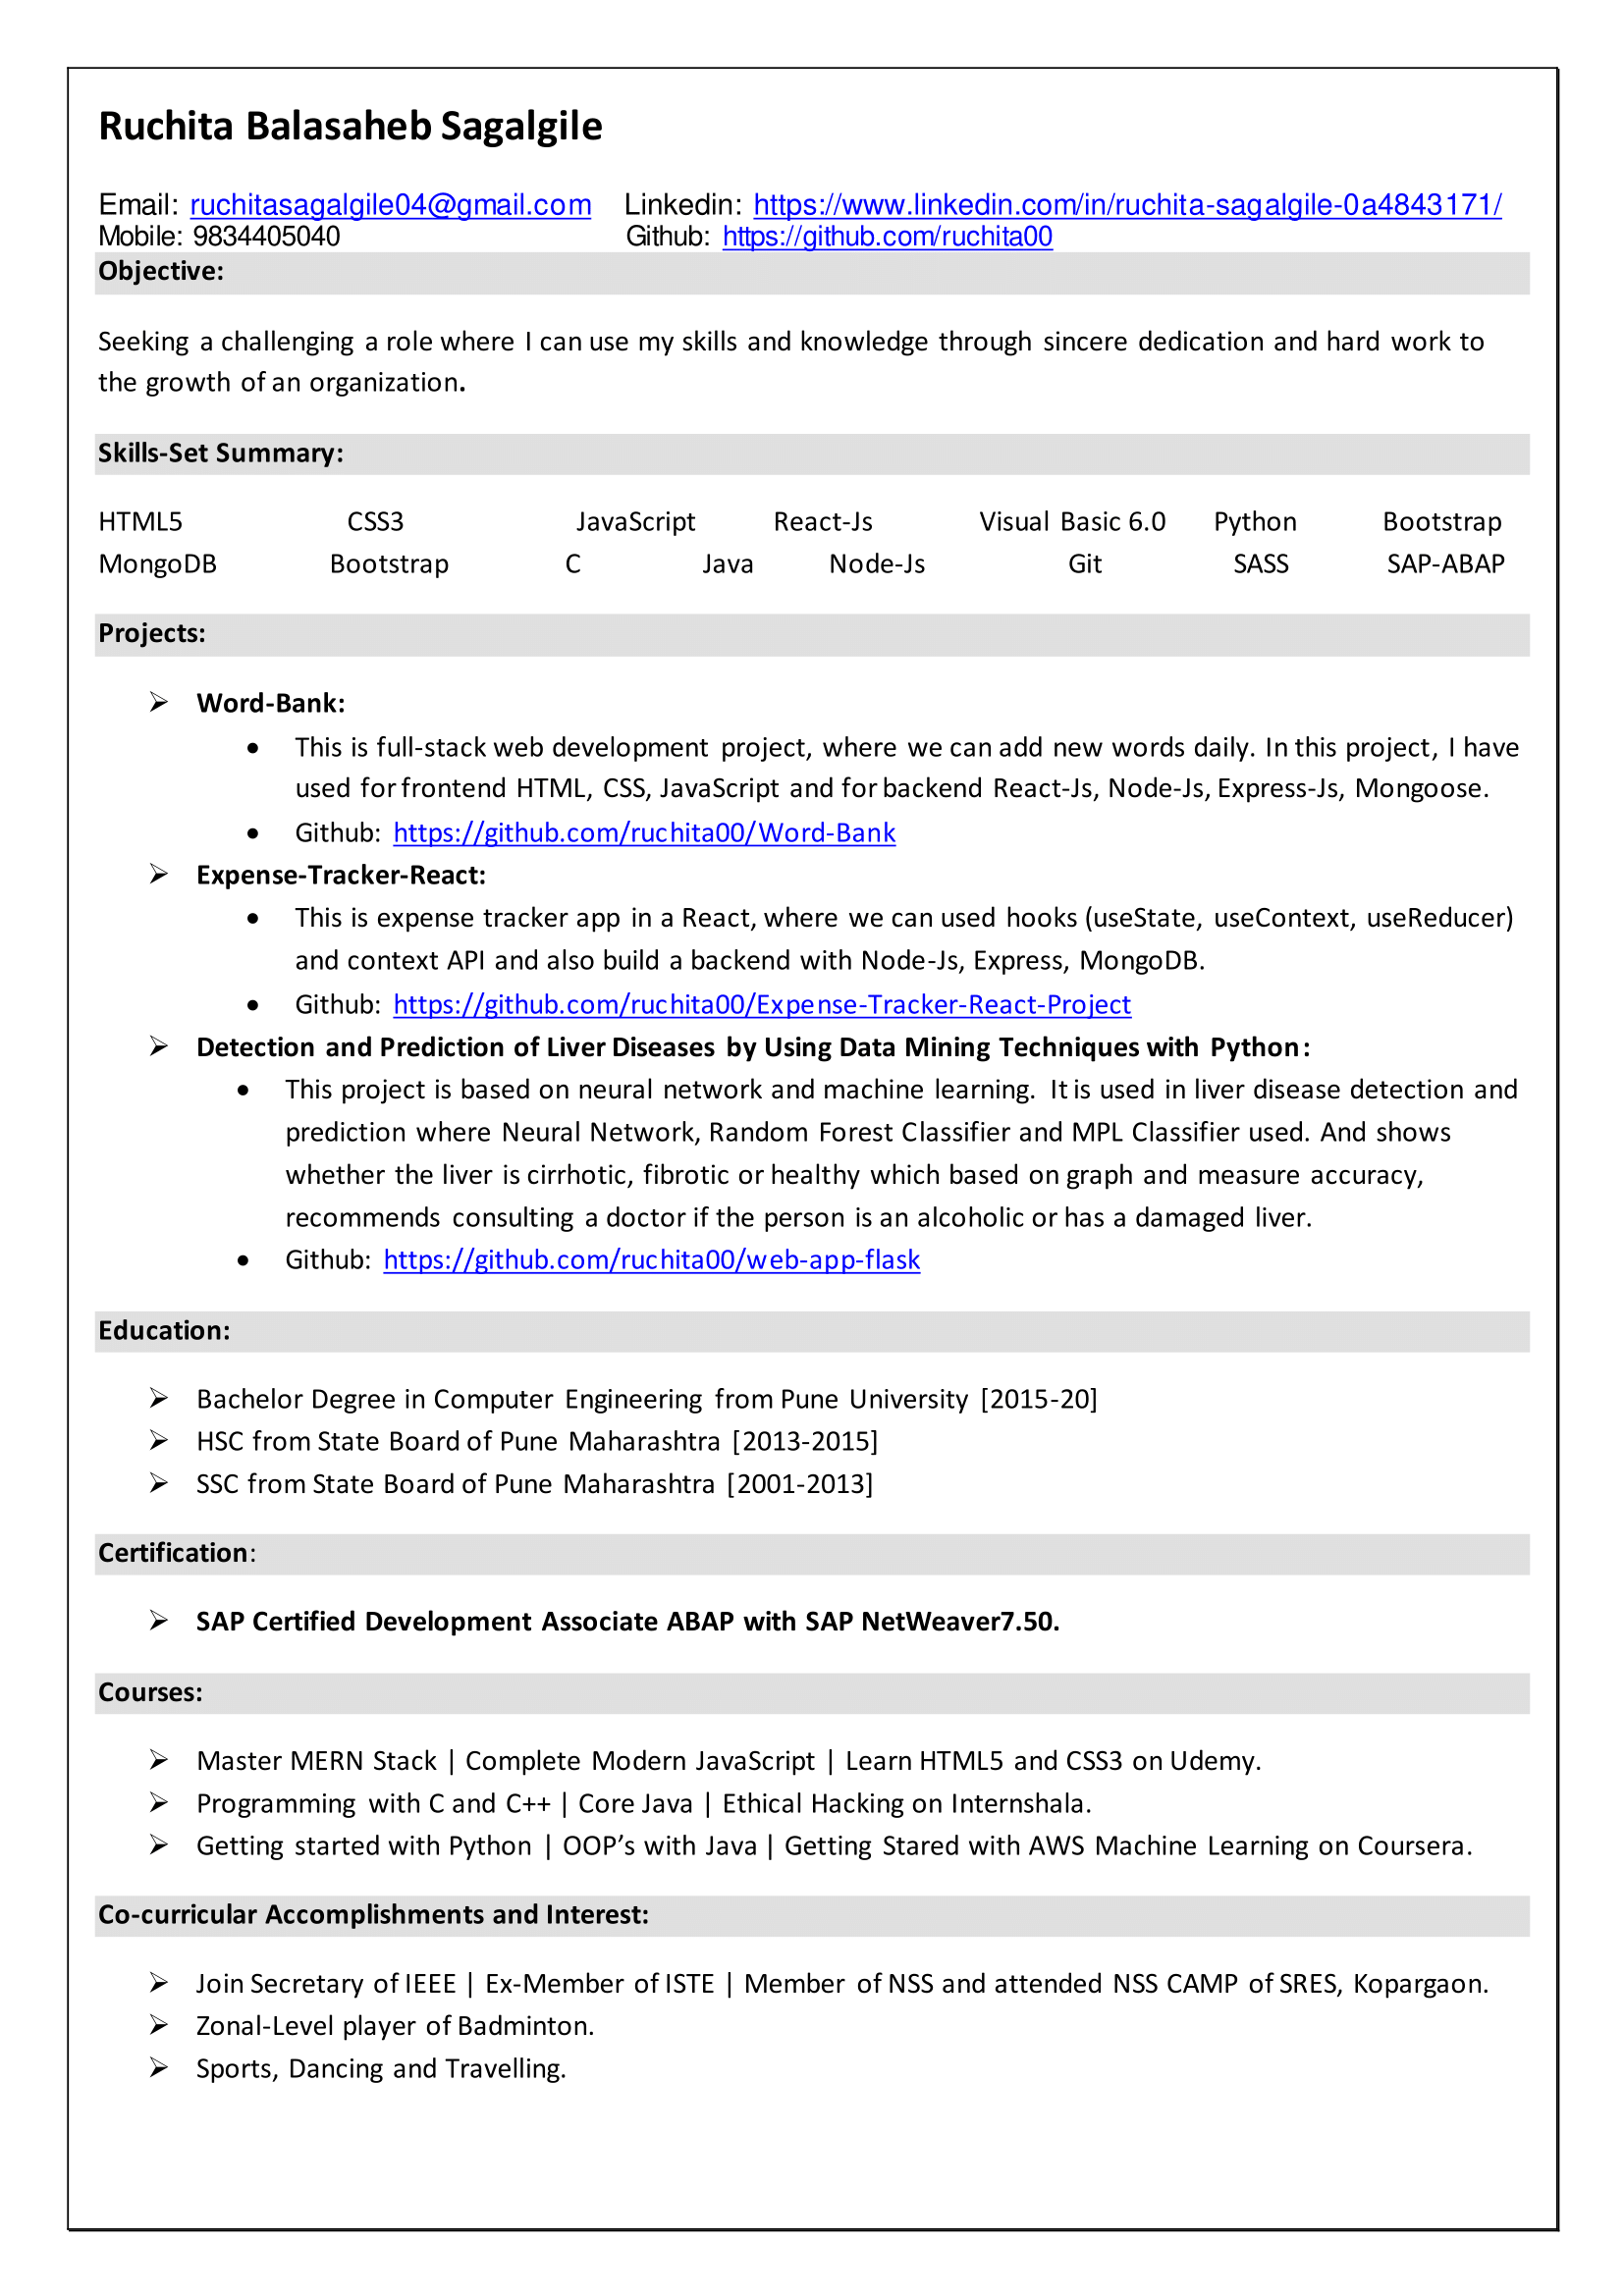 Ruchita Balasaheb Sagalgile
Email: ruchitasagalgile04@gmail.com Linkedin: https://www.linkedin.com/in/ruchita-sagalgile-0a4843171/
Mobile: 9834405040 Github: https://github.com/ruchita00
Objective:
Seeking a challenging a role where I can use my skills and knowledge through sincere dedication and hard work to
the growth of an organization.
Skills-Set Summary:
HTML5 CSS3 JavaScript React-Js Visual Basic 6.0 Python Bootstrap
MongoDB Bootstrap C Java Node-Js Git SASS SAP-ABAP
Projects:
➢ Word-Bank:
• This is full-stack web development project, where we can add new words daily. In this project, I have
used for frontend HTML, CSS, JavaScript and for backend React-Js, Node-Js, Express-Js, Mongoose.
• Github: https://github.com/ruchita00/Word-Bank
➢ Expense-Tracker-React:
• This is expense tracker app in a React, where we can used hooks (useState, useContext, useReducer)
and context API and also build a backend with Node-Js, Express, MongoDB.
• Github: https://github.com/ruchita00/Expense-Tracker-React-Project
➢ Detection and Prediction of Liver Diseases by Using Data Mining Techniques with Python:
• This project is based on neural network and machine learning. It is used in liver disease detection and
prediction where Neural Network, Random Forest Classifier and MPL Classifier used. And shows
whether the liver is cirrhotic, fibrotic or healthy which based on graph and measure accuracy,
recommends consulting a doctor if the person is an alcoholic or has a damaged liver.
• Github: https://github.com/ruchita00/web-app-flask
Education:
➢ Bachelor Degree in Computer Engineering from Pune University [2015-20]
➢ HSC from State Board of Pune Maharashtra [2013-2015]
➢ SSC from State Board of Pune Maharashtra [2001-2013]
Certification:
➢ SAP Certified Development Associate ABAP with SAP NetWeaver7.50.
Courses:
➢ Master MERN Stack | Complete Modern JavaScript | Learn HTML5 and CSS3 on Udemy.
➢ Programming with C and C++ | Core Java | Ethical Hacking on Internshala.
➢ Getting started with Python | OOP’s with Java | Getting Stared with AWS Machine Learning on Coursera.
Co-curricular Accomplishments and Interest:
➢ Join Secretary of IEEE | Ex-Member of ISTE | Member of NSS and attended NSS CAMP of SRES, Kopargaon.
➢ Zonal-Level player of Badminton.
➢ Sports, Dancing and Travelling.